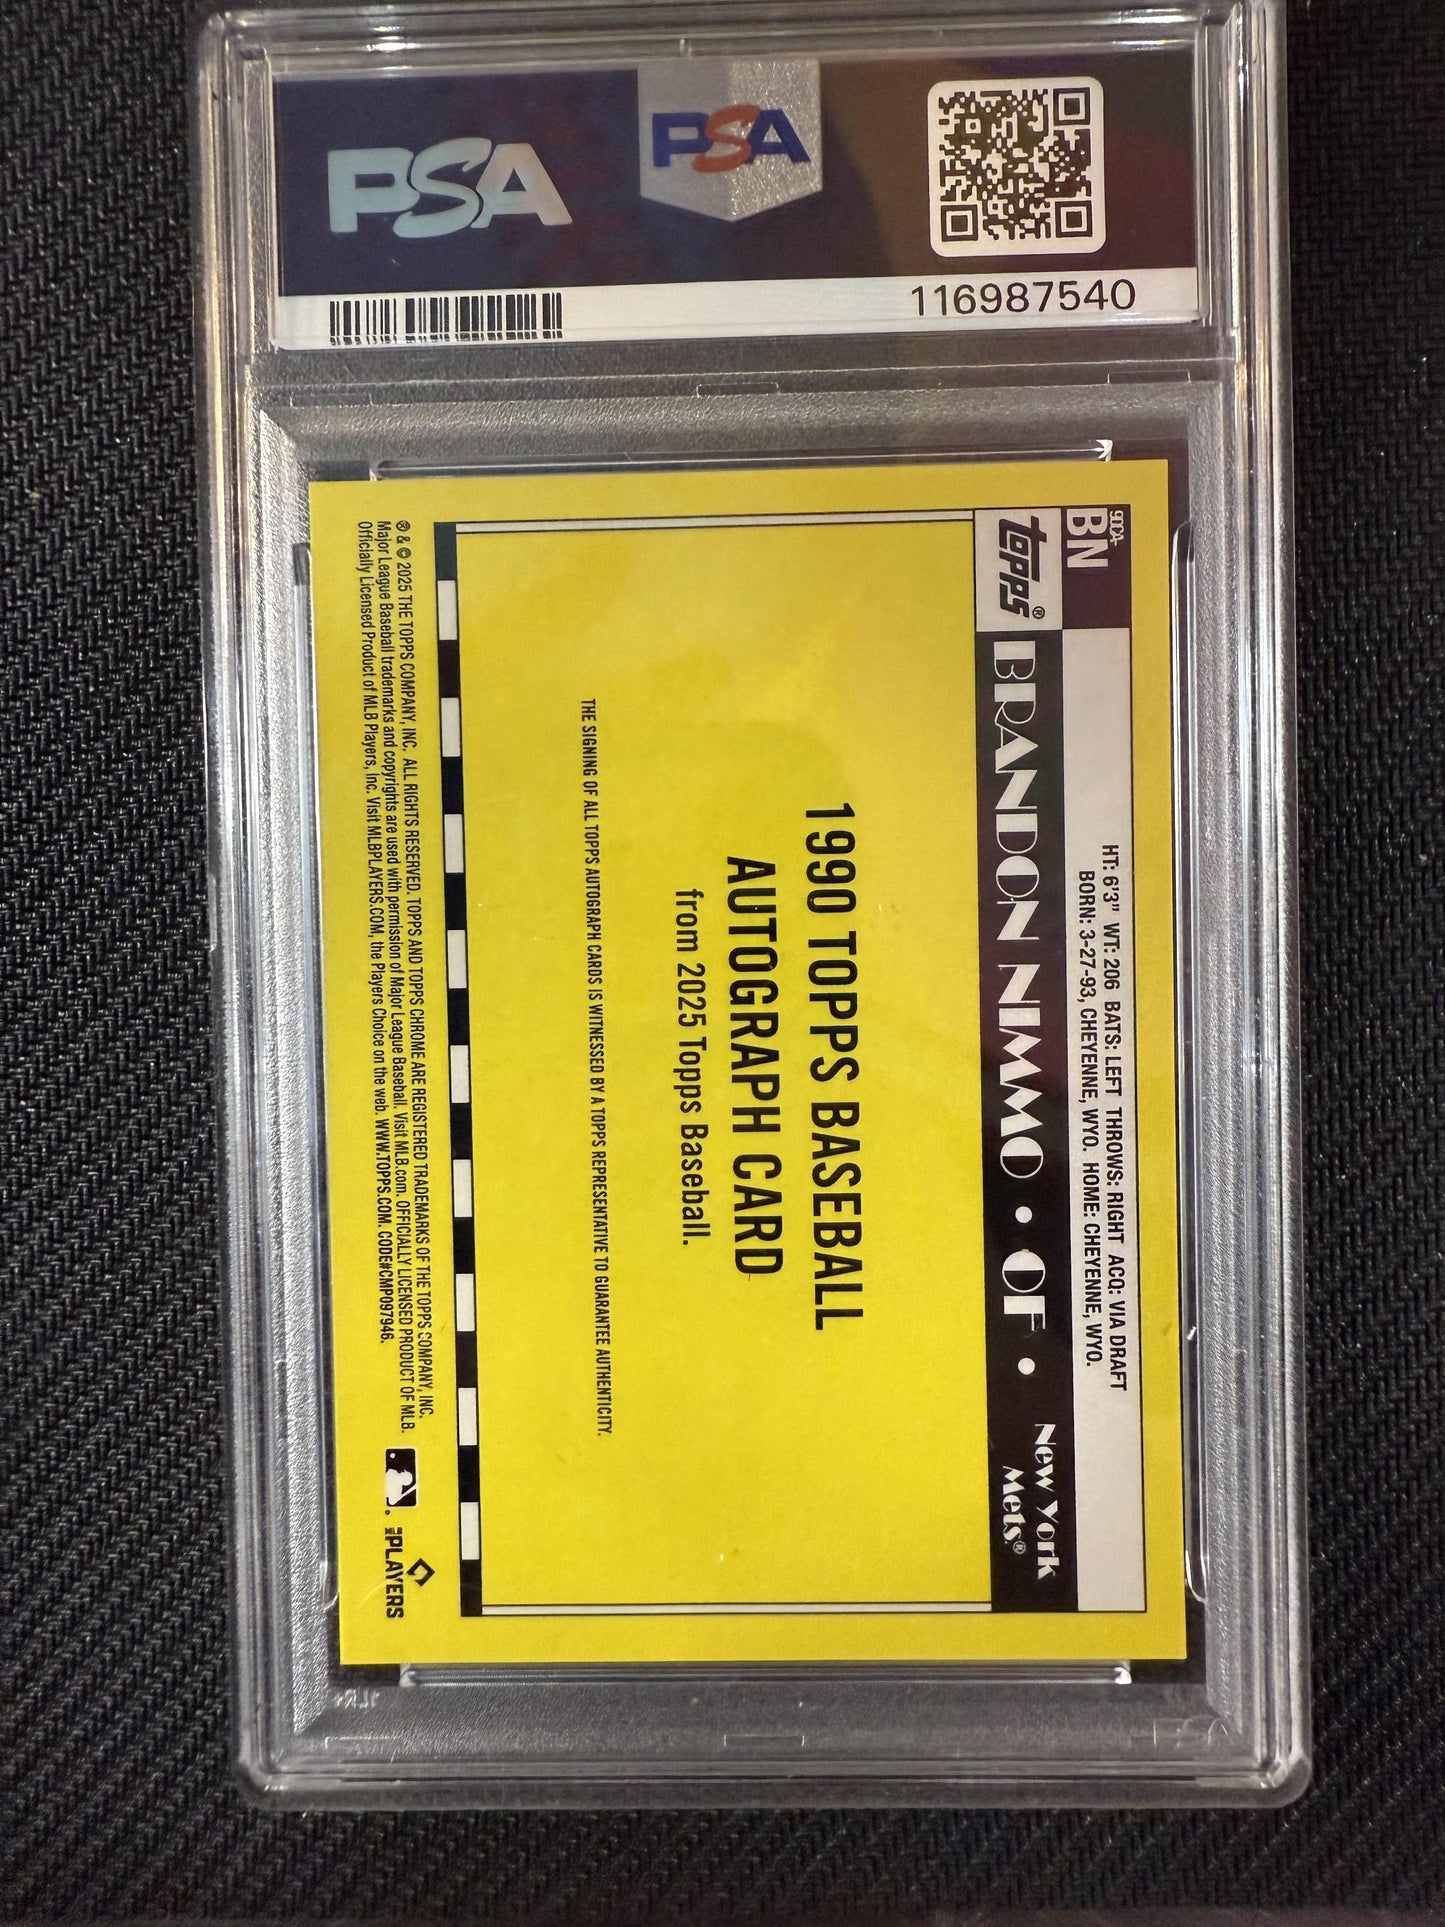 PSA
PSA
116987540
90TCA-
BN
HT: 6'3" WT: 206 BATS: LEFT THROWS: RIGHT ACQ: VIA DRAFT
BORN: 3-27-93, CHEYENNE, WYO. HOME: CHEYENNE, WYO.
topps® BRANDON NIMMO • OF • New York
Mets®
1990 TOPPS BASEBALL
AUTOGRAPH CARD
from 2025 Topps Baseball.
THE SIGNING OF ALL TOPPS AUTOGRAPH CARDS IS WITNESSED BY A TOPPS REPRESENTATIVE TO GUARANTEE AUTHENTICITY.
® & © 2025 THE TOPPS COMPANY, INC. ALL RIGHTS RESERVED. TOPPS AND TOPPS CHROME ARE REGISTERED TRADEMARKS OF THE TOPPS COMPANY, INC.
Major League Baseball trademarks and copyrights are used with permission of Major League Baseball. Visit MLB.com. OFFICIALLY LICENSED PRODUCT OF MLB.
Officially Licensed Product of MLB Players, Inc. Visit MLBPLAYERS.COM, the Players Choice on the web. WWW.TOPPS.COM. CODE#CMP097946.
MLB PLAYERS